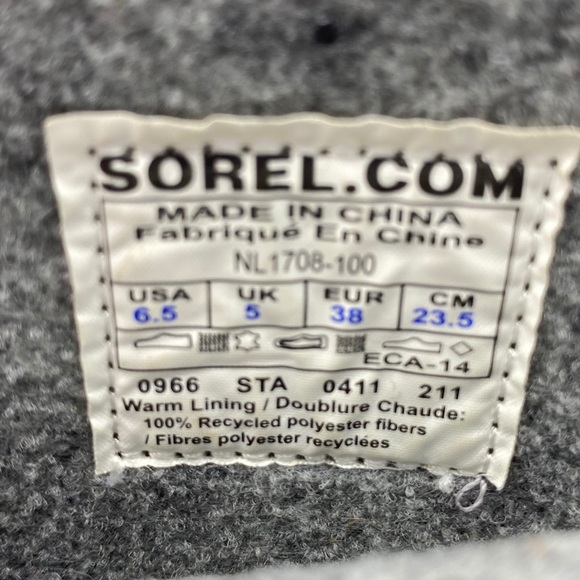 SOREL.COM
MADE IN CHINA
Fabriqué En Chine
NL1708-100
USA UK EUR CM
6.5 5 38 23.5
ECA-14
0966 STA 0411 211
Warm Lining / Doublure Chaude:
100% Recycled polyester fibers
/ Fibres polyester recyclées